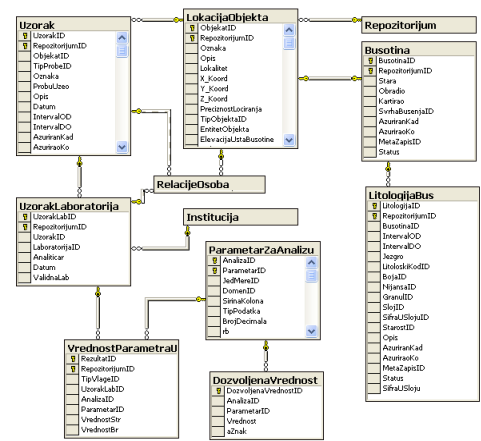 Uzorak
UzorakID
RepozitorijumID
ObjekatID
TipProbeID
Oznaka
ProbuUzeo
Opis
Datum
IntervalOD
IntervalDO
AzuriranKad
AzuriraoKo
LokacijaObjekta
ObjekatID
RepozitorijumID
Oznaka
Opis
Lokalitet
X_Koord
Y_Koord
Z_Koord
PreciznostLociranja
TipObjektaID
EntitetObjekta
ElevacijaUstaBusotine
Repozitorijum
Busotina
BusotinaID
RepozitorijumID
Stara
Obradio
Kartirao
SvrhaBusenjaID
AzuriranKad
AzuriraoKo
MetaZapisID
Status
RelacijeOsoba
UzorakLaboratorija
UzorakLabID
RepozitorijumID
UzorakID
LaboratorijaID
Analiticar
Datum
ValidnaLab
Institucija
ParametarZaAnalizu
AnalizaID
ParametarID
JedMereID
DomenID
SirinaKolona
TipPodatka
BrojDecimala
rb
LitologijaBus
LitologijaID
RepozitorijumID
BusotinaID
IntervalOD
IntervalDO
Jezgro
LitoloskiKodID
BojaID
NijansaID
GranulID
SlojID
SifraUSlojuID
StarostID
Opis
AzuriranKad
AzuriraoKo
MetaZapisID
Status
SifraUSloju
VrednostParametraU
RezultatID
RepozitorijumID
TipVlageID
UzorakLabID
AnalizaID
ParametarID
VrednostStr
VrednostBr
DozvoljenaVrednost
DozvoljenaVrednostID
AnalizaID
ParametarID
Vrednost
aZnak